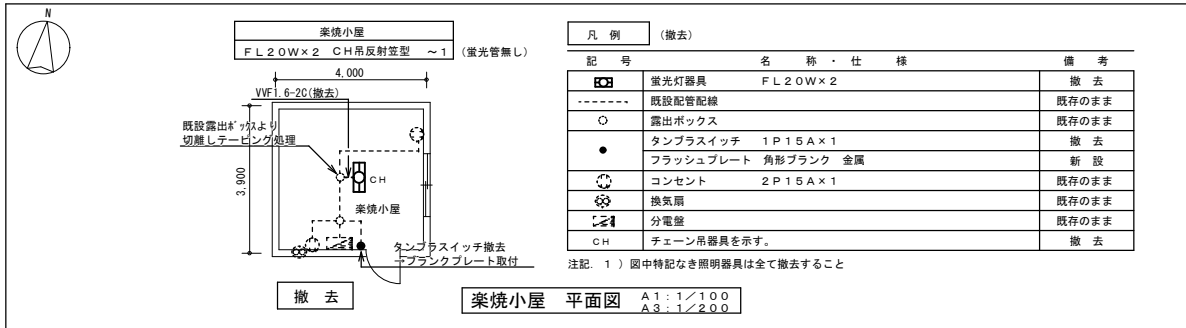 N
楽焼小屋
FL20W×2 CH吊反射笠型 ～1 (蛍光管無し)
4,000
VVF1.6-2C(撤去)
既設露出ボックスより
切離しテーピング処理
3,900
CH
楽焼小屋
タンブラスイッチ撤去
→ブランクプレート取付
撤 去
楽焼小屋 平面図 A1:1/100
A3:1/200
凡 例 (撤去)
記 号 名 称 ・ 仕 様 備 考
蛍光灯器具 FL20W×2 撤 去
既設配管配線 既存のまま
露出ボックス 既存のまま
タンブラスイッチ 1P15A×1 撤 去
フラッシュプレート 角形ブランク 金属 新 設
コンセント 2P15A×1 既存のまま
換気扇 既存のまま
分電盤 既存のまま
CH チェーン吊器具を示す。 撤 去
注記. 1 ) 図中特記なき照明器具は全て撤去すること